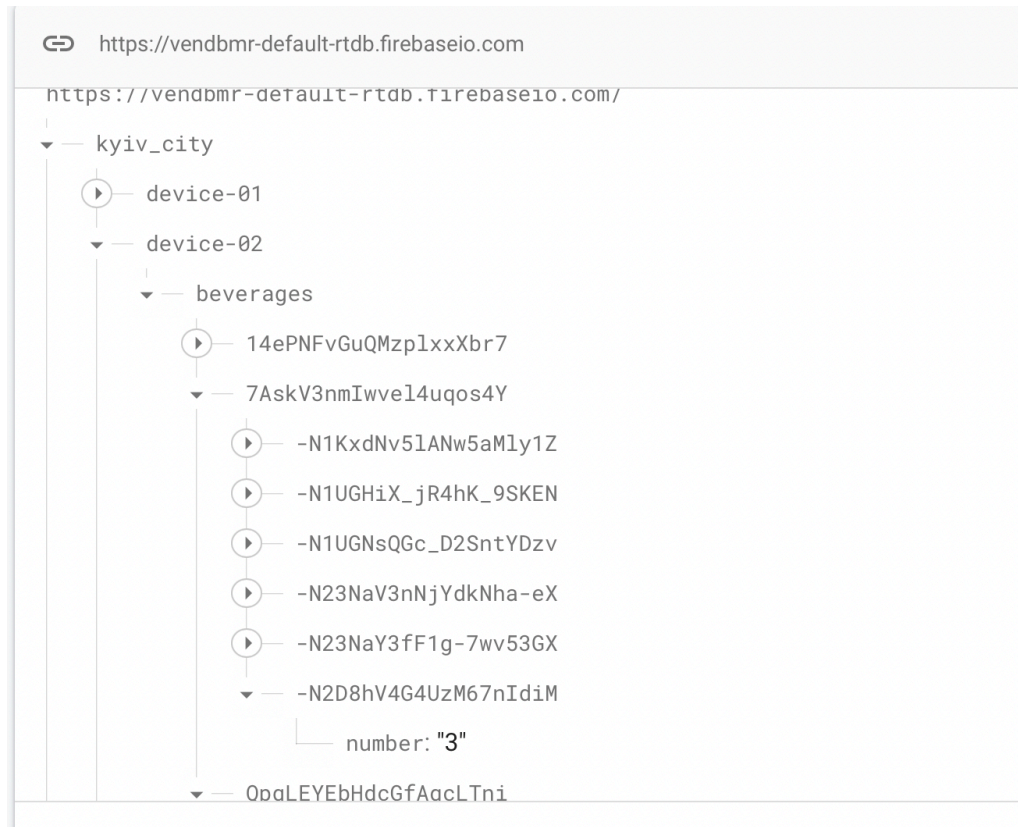 https://vendbmr-default-rtdb.firebaseio.com
https://vendbmr-default-rtdb.firebaseio.com/
kyiv_city
device-01
device-02
beverages
14ePNFvGuQMzplxxXbr7
7AskV3nmIwvel4uqos4Y
-N1KxdNv5lANw5aMly1Z
-N1UGHiX_jR4hK_9SKEN
-N1UGNsQGc_D2SntYDzv
-N23NaV3nNjYdkNha-eX
-N23NaY3fF1g-7wv53GX
-N2D8hV4G4UzM67nIdiM
number: "3"